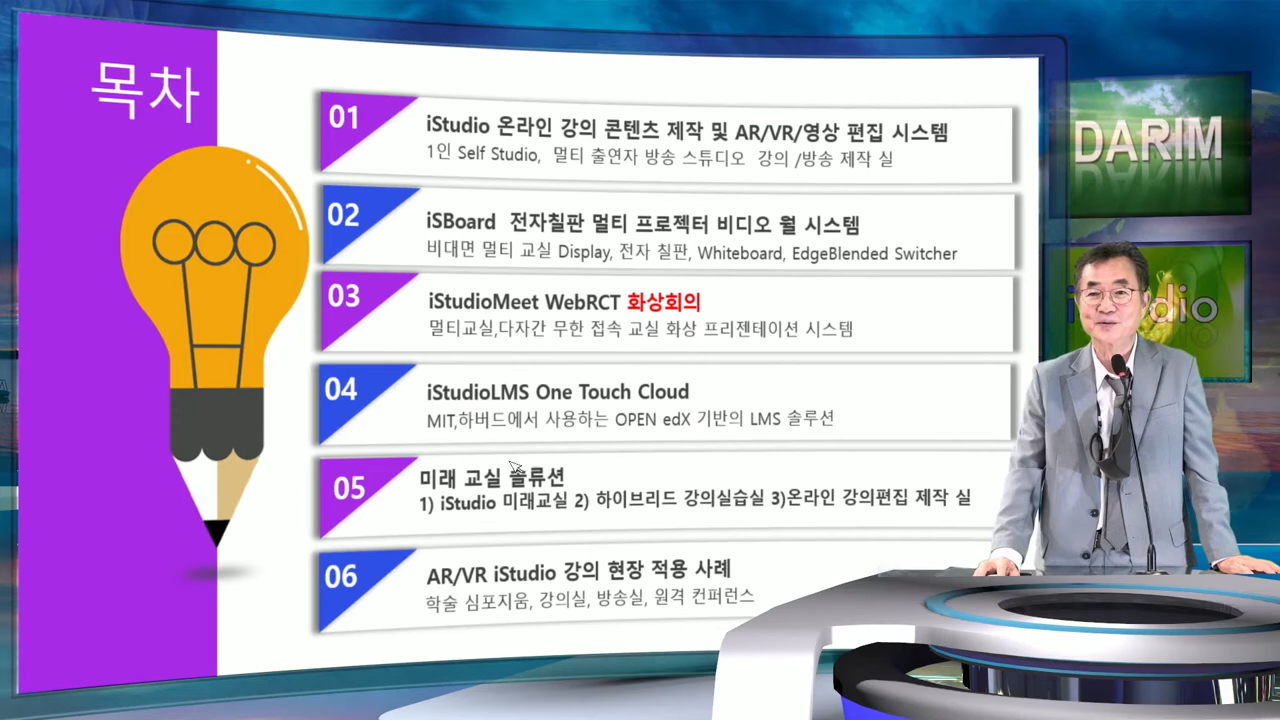 목차
01
iStudio 온라인 강의 콘텐츠 제작 및 AR/VR/영상 편집 시스템
1인 Self Studio, 멀티 출연자 방송 스튜디오 강의 /방송 제작 실
02
iSBoard 전자칠판 멀티 프로젝터 비디오 월 시스템
비대면 멀티 교실 Display, 전자 칠판, Whiteboard, EdgeBlended Switcher
03
iStudioMeet WebRCT 화상회의
멀티교실,다자간 무한 접속 교실 화상 프리젠테이션 시스템
04
iStudioLMS One Touch Cloud
MIT,하버드에서 사용하는 OPEN edX 기반의 LMS 솔루션
05
미래 교실 솔류션
1) iStudio 미래교실 2) 하이브리드 강의실습실 3)온라인 강의편집 제작 실
06
AR/VR iStudio 강의 현장 적용 사례
학술 심포지움, 강의실, 방송실, 원격 컨퍼런스
DARIM